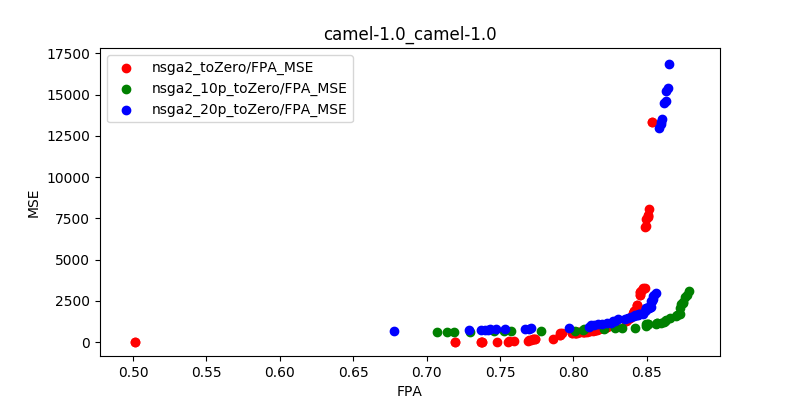 camel-1.0_camel-1.0
nsga2_toZero/FPA_MSE
nsga2_10p_toZero/FPA_MSE
nsga2_20p_toZero/FPA_MSE
17500
15000
12500
10000
7500
5000
2500
0
MSE
0.50 0.55 0.60 0.65 0.70 0.75 0.80 0.85
FPA